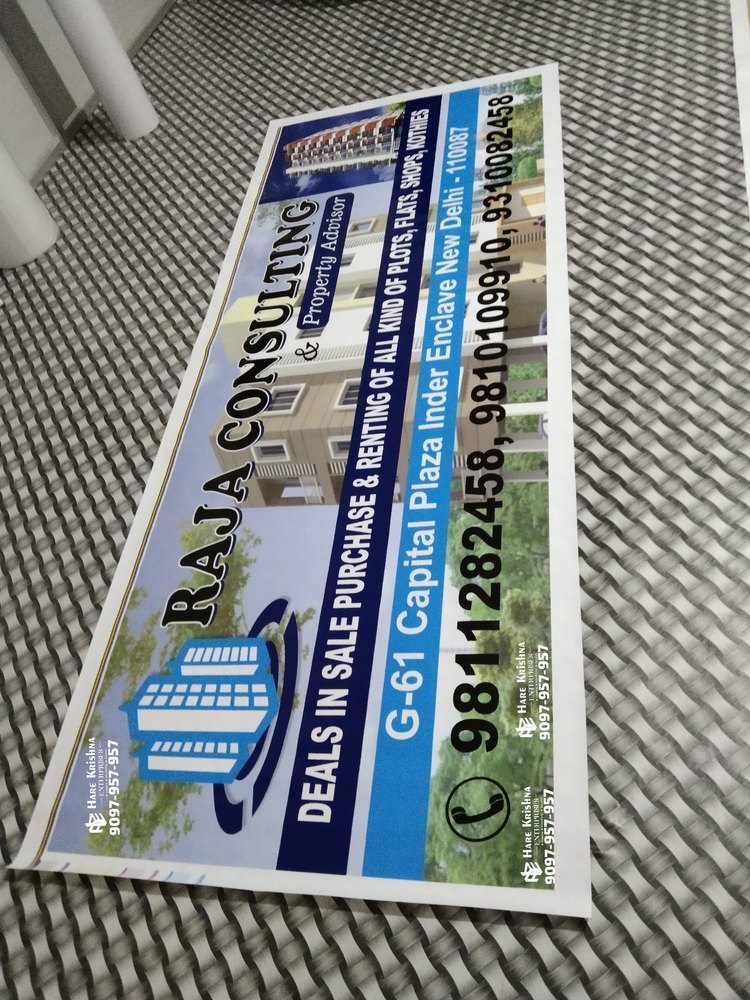 RAJA CONSULTING
& Property Advisor
DEALS IN SALE PURCHASE & RENTING OF ALL KIND OF PLOTS, FLATS, SHOPS, KOTHIES
G-61 Capital Plaza Inder Enclave New Delhi - 110087
9811282458, 9810109910, 9310082458
HARE KRISHNA
ENTERPRISES
9097-957-957
HARE KRISHNA
ENTERPRISES
9097-957-957
HARE KRISHNA
ENTERPRISES
9097-957-957